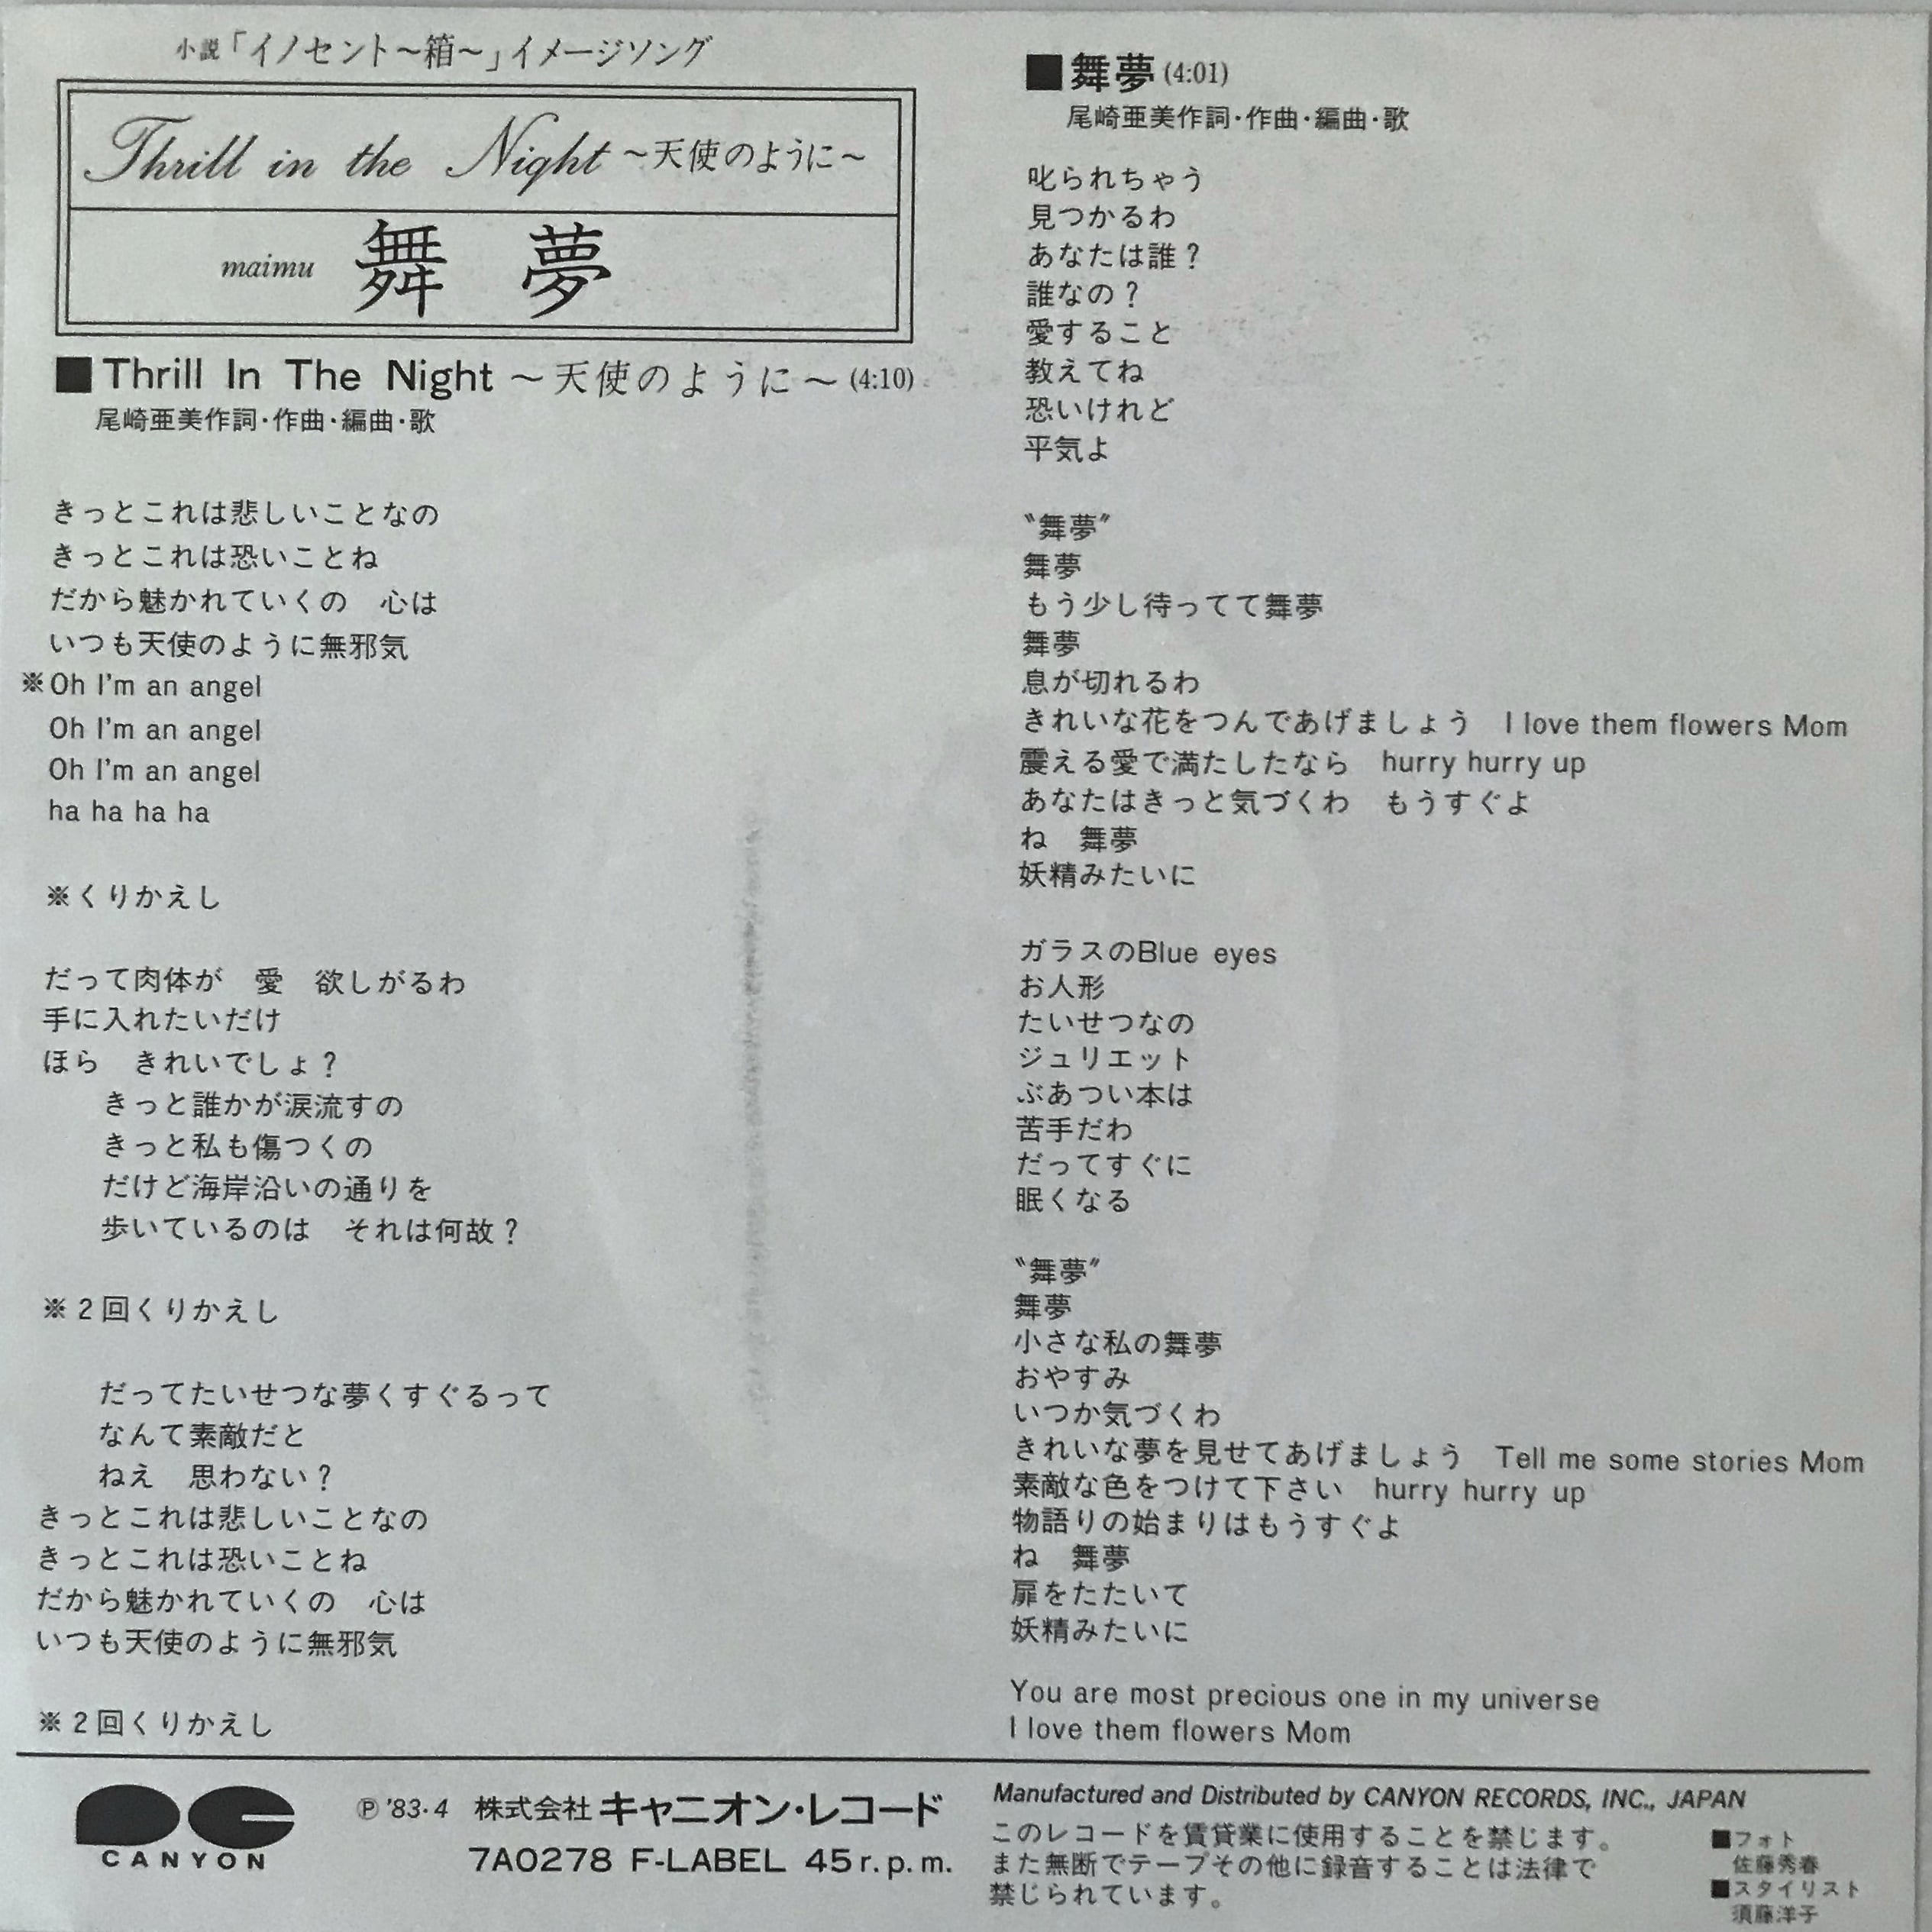 小説「イノセント～箱～」イメージソング
Thrill in the Night ～天使のように～
maimu 舞夢
■Thrill In The Night ～天使のように～(4:10)
尾崎亜美作詞・作曲・編曲・歌
きっとこれは悲しいことなの
きっとこれは恐いことね
だから魅かれていくの　心は
いつも天使のように無邪気
※Oh I'm an angel
Oh I'm an angel
Oh I'm an angel
ha ha ha ha
※くりかえし
だって肉体が　愛　欲しがるわ
手に入れたいだけ
ほら　きれいでしょ？
きっと誰かが涙流すの
きっと私も傷つくの
だけど海岸沿いの通りを
歩いているのは　それは何故？
※2回くりかえし
だってたいせつな夢くすぐるって
なんて素敵だと
ねえ　思わない？
きっとこれは悲しいことなの
きっとこれは恐いことね
だから魅かれていくの　心は
いつも天使のように無邪気
※2回くりかえし
■舞夢(4:01)
尾崎亜美作詞・作曲・編曲・歌
叱られちゃう
見つかるわ
あなたは誰？
誰なの？
愛すること
教えてね
恐いけれど
平気よ
〝舞夢〞
舞夢
もう少し待ってて舞夢
舞夢
息が切れるわ
きれいな花をつんであげましょう　I love them flowers Mom
震える愛で満たしたなら　hurry hurry up
あなたはきっと気づくわ　もうすぐよ
ね　舞夢
妖精みたいに
ガラスのBlue eyes
お人形
たいせつなの
ジュリエット
ぶあつい本は
苦手だわ
だってすぐに
眠くなる
〝舞夢〞
舞夢
小さな私の舞夢
おやすみ
いつか気づくわ
きれいな夢を見せてあげましょう　Tell me some stories Mom
素敵な色をつけて下さい　hurry hurry up
物語りの始まりはもうすぐよ
ね　舞夢
扉をたたいて
妖精みたいに
You are most precious one in my universe
I love them flowers Mom
PC
CANYON
Ⓟ'83・4 株式会社キャニオン・レコード
7A0278 F-LABEL 45r.p.m.
Manufactured and Distributed by CANYON RECORDS, INC., JAPAN
このレコードを賃貸業に使用することを禁じます。
また無断でテープその他に録音することは法律で
禁じられています。
■フォト
佐藤秀春
■スタイリスト
須藤洋子